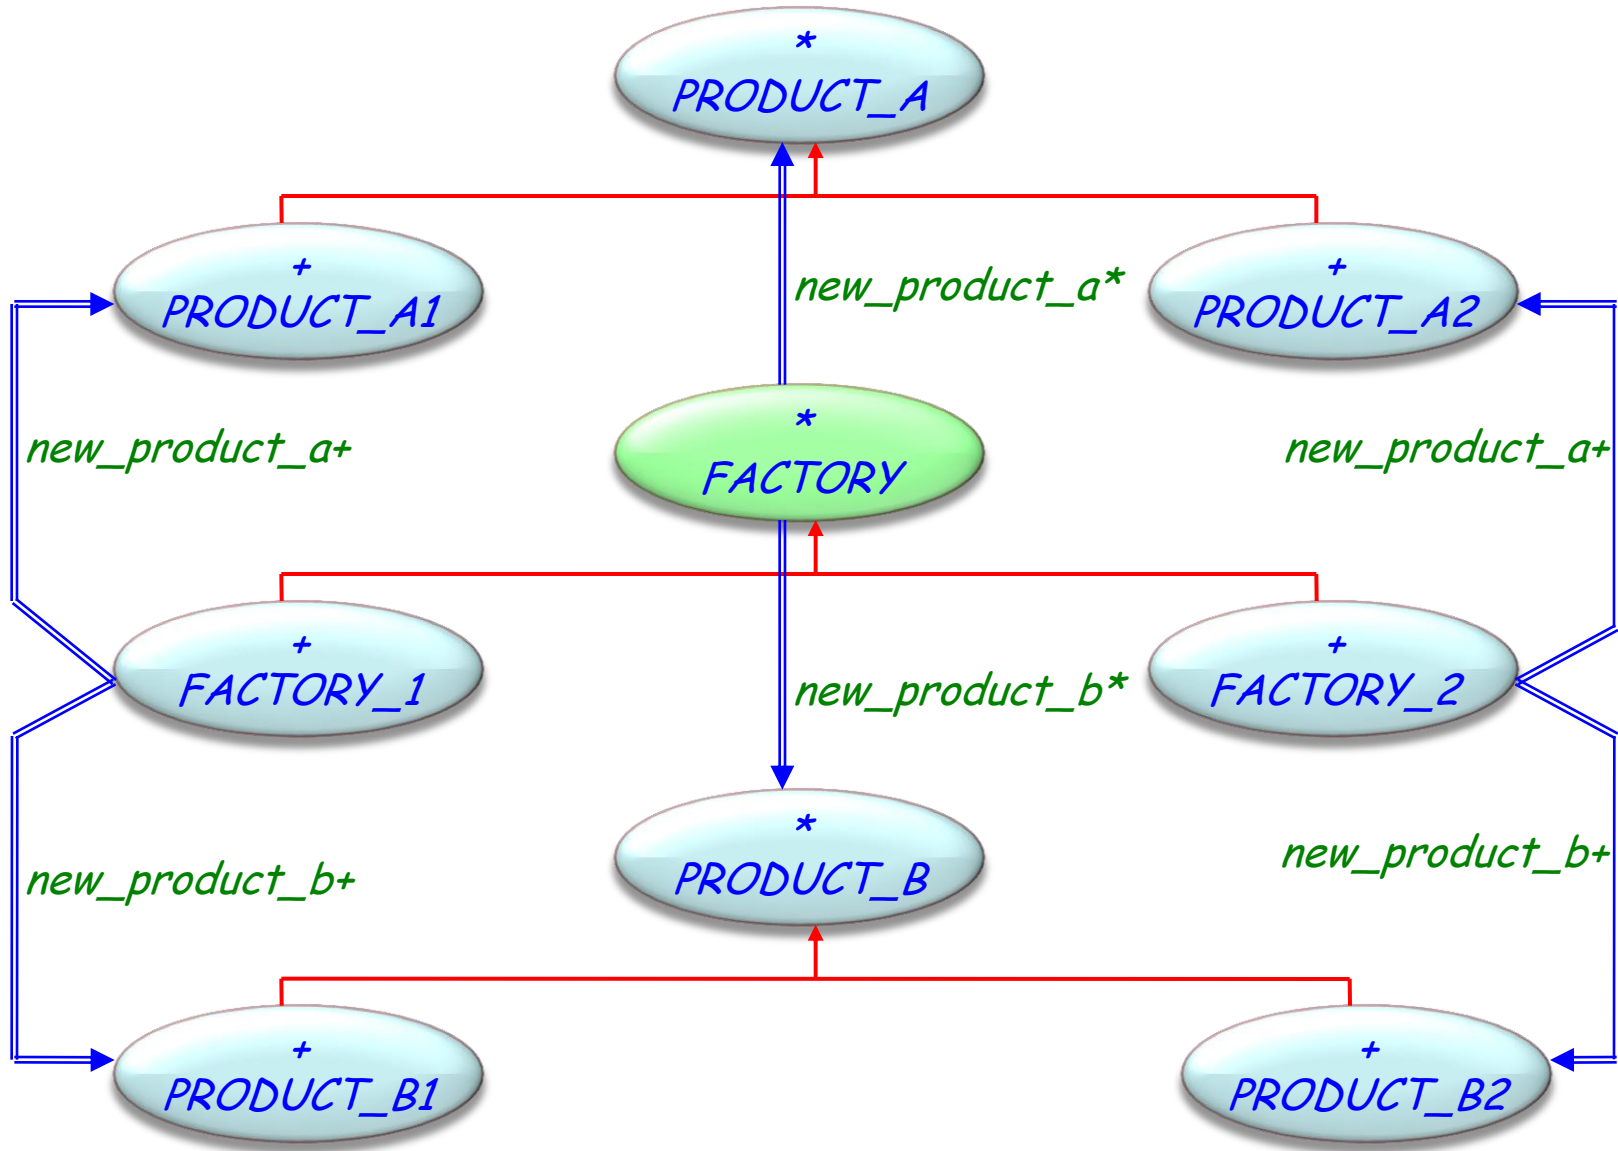 *
PRODUCT_A
+
PRODUCT_A1
new_product_a*
+
PRODUCT_A2
new_product_a+
*
FACTORY
new_product_a+
+
FACTORY_1
new_product_b*
+
FACTORY_2
new_product_b+
*
PRODUCT_B
new_product_b+
+
PRODUCT_B1
+
PRODUCT_B2